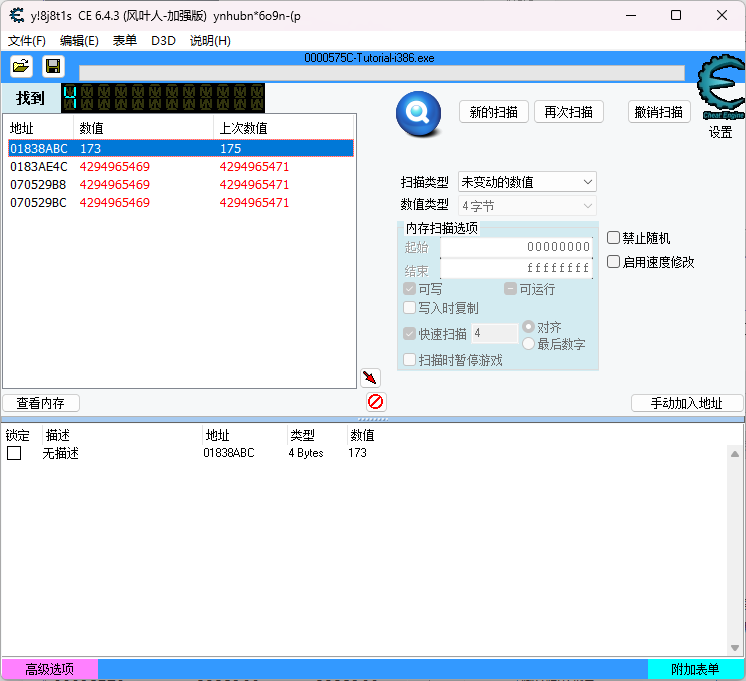 y!8j8t1s CE 6.4.3 (风叶人-加强版) ynhubn*6o9n-(p
文件(F) 编辑(E) 表单 D3D 说明(H)
0000575C-Tutorial-i386.exe
找到
新的扫描 再次扫描 撤销扫描
Cheat Engine
设置
地址 数值 上次数值
01838ABC 173 175
0183AE4C 4294965469 4294965471
070529B8 4294965469 4294965471
070529BC 4294965469 4294965471
扫描类型 未变动的数值
数值类型 4 字节
内存扫描选项
起始 00000000
结束 ffffffff
可写 可运行
写入时复制
快速扫描 4 对齐
最后数字
扫描时暂停游戏
禁止随机
启用速度修改
查看内存 手动加入地址
锁定 描述 地址 类型 数值
无描述 01838ABC 4 Bytes 173
高级选项 附加表单